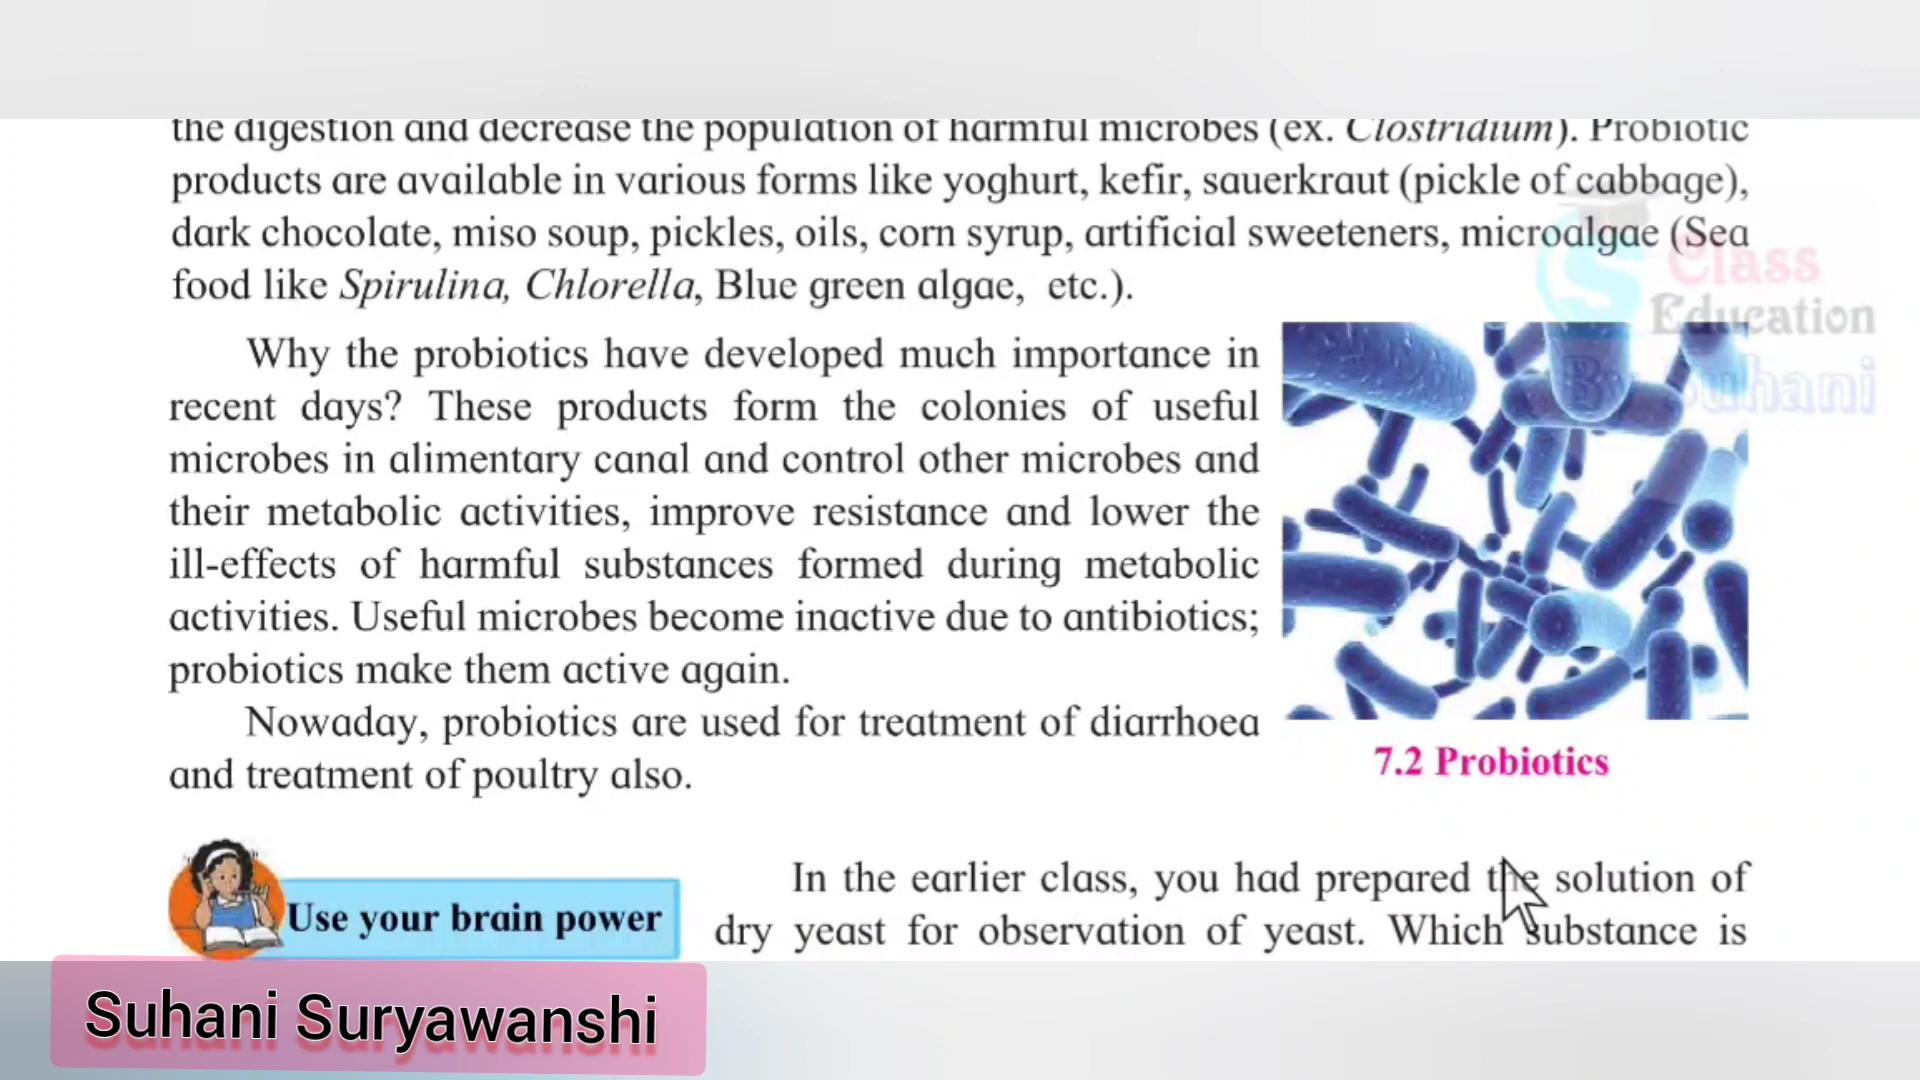 the digestion and decrease the population of harmful microbes (ex. Clostridium). Probiotic
products are available in various forms like yoghurt, kefir, sauerkraut (pickle of cabbage),
dark chocolate, miso soup, pickles, oils, corn syrup, artificial sweeteners, microalgae (Sea
food like Spirulina, Chlorella, Blue green algae, etc.).
Class
Education
By Suhani
Why the probiotics have developed much importance in
recent days? These products form the colonies of useful
microbes in alimentary canal and control other microbes and
their metabolic activities, improve resistance and lower the
ill-effects of harmful substances formed during metabolic
activities. Useful microbes become inactive due to antibiotics;
probiotics make them active again.
Nowaday, probiotics are used for treatment of diarrhoea
and treatment of poultry also.
7.2 Probiotics
Use your brain power
In the earlier class, you had prepared the solution of
dry yeast for observation of yeast. Which substance is
Suhani Suryawanshi